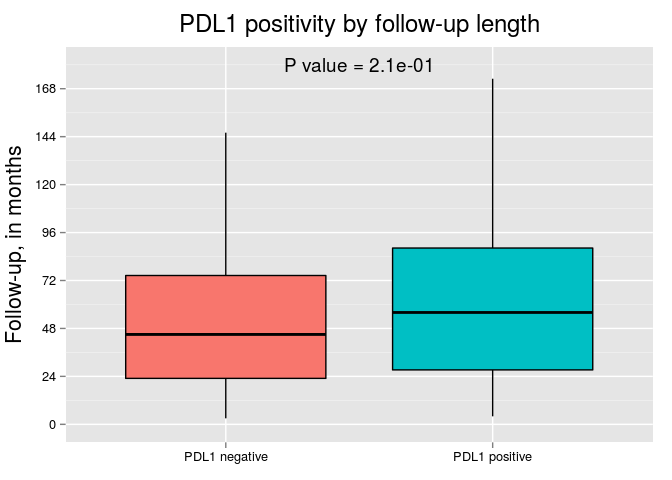 PDL1 positivity by follow-up length
P value = 2.1e-01
Follow-up, in months
168
144
120
96
72
48
24
0
PDL1 negative
PDL1 positive